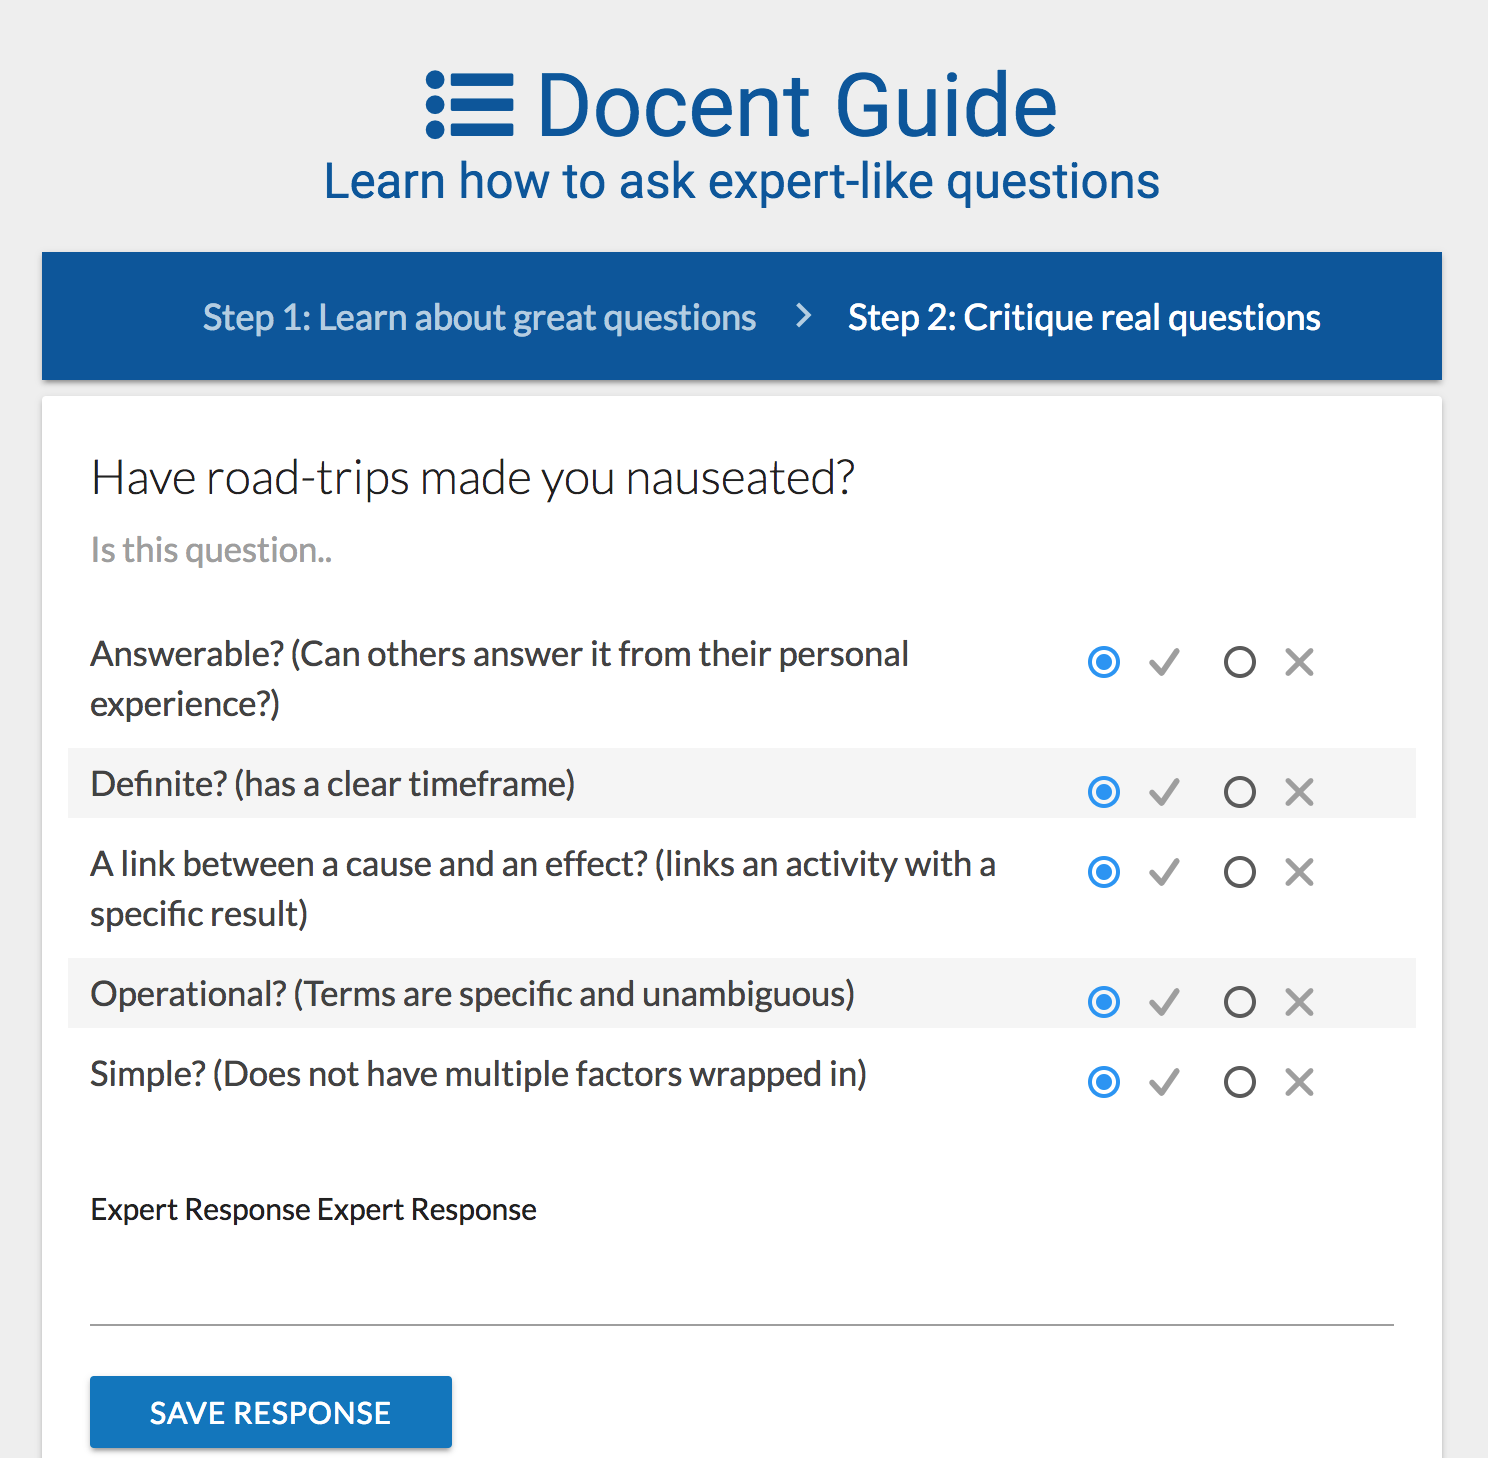 Docent Guide
Learn how to ask expert-like questions
Step 1: Learn about great questions > Step 2: Critique real questions
Have road-trips made you nauseated?
Is this question..
Answerable? (Can others answer it from their personal
experience?)
Definite? (has a clear timeframe)
A link between a cause and an effect? (links an activity with a
specific result)
Operational? (Terms are specific and unambiguous)
Simple? (Does not have multiple factors wrapped in)
Expert Response Expert Response
SAVE RESPONSE